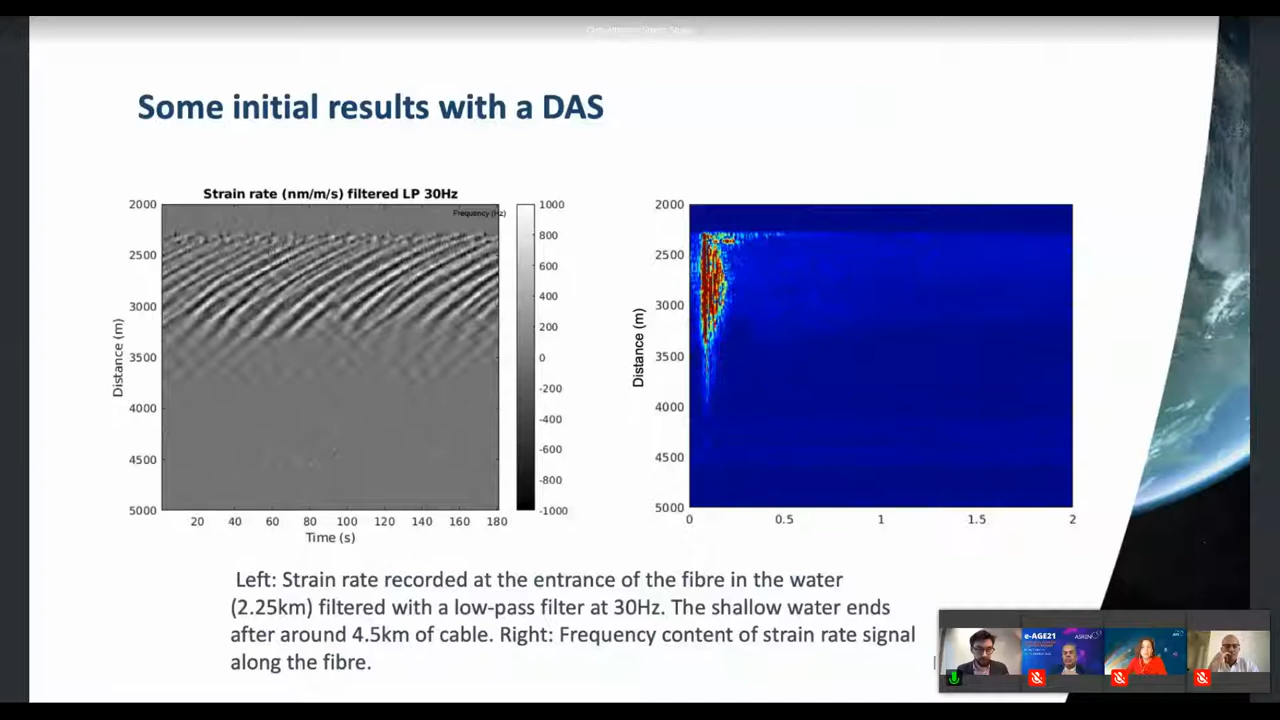 Some initial results with a DAS
Strain rate (nm/m/s) filtered LP 30Hz
Frequency (Hz)
2000
2500
3000
3500
4000
4500
5000
Distance (m)
20 40 60 80 100 120 140 160 180
Time (s)
1000
800
600
400
200
0
-200
-400
-600
-800
-1000
2000
2500
3000
3500
4000
4500
5000
Distance (m)
0 0.5 1 1.5 2
Left: Strain rate recorded at the entrance of the fibre in the water
(2.25km) filtered with a low-pass filter at 30Hz. The shallow water ends
after around 4.5km of cable. Right: Frequency content of strain rate signal
along the fibre.
e-AGE21